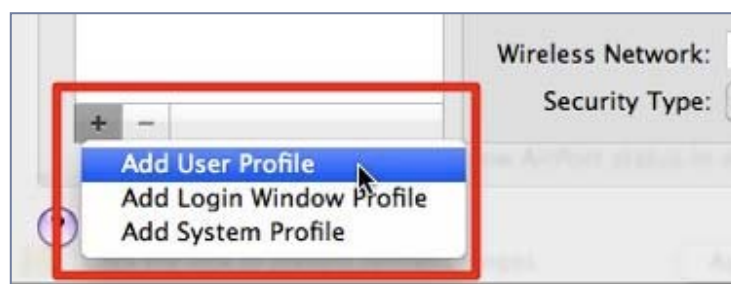 Wireless Network:
Security Type:
+ −
Add User Profile
Add Login Window Profile
Add System Profile
?